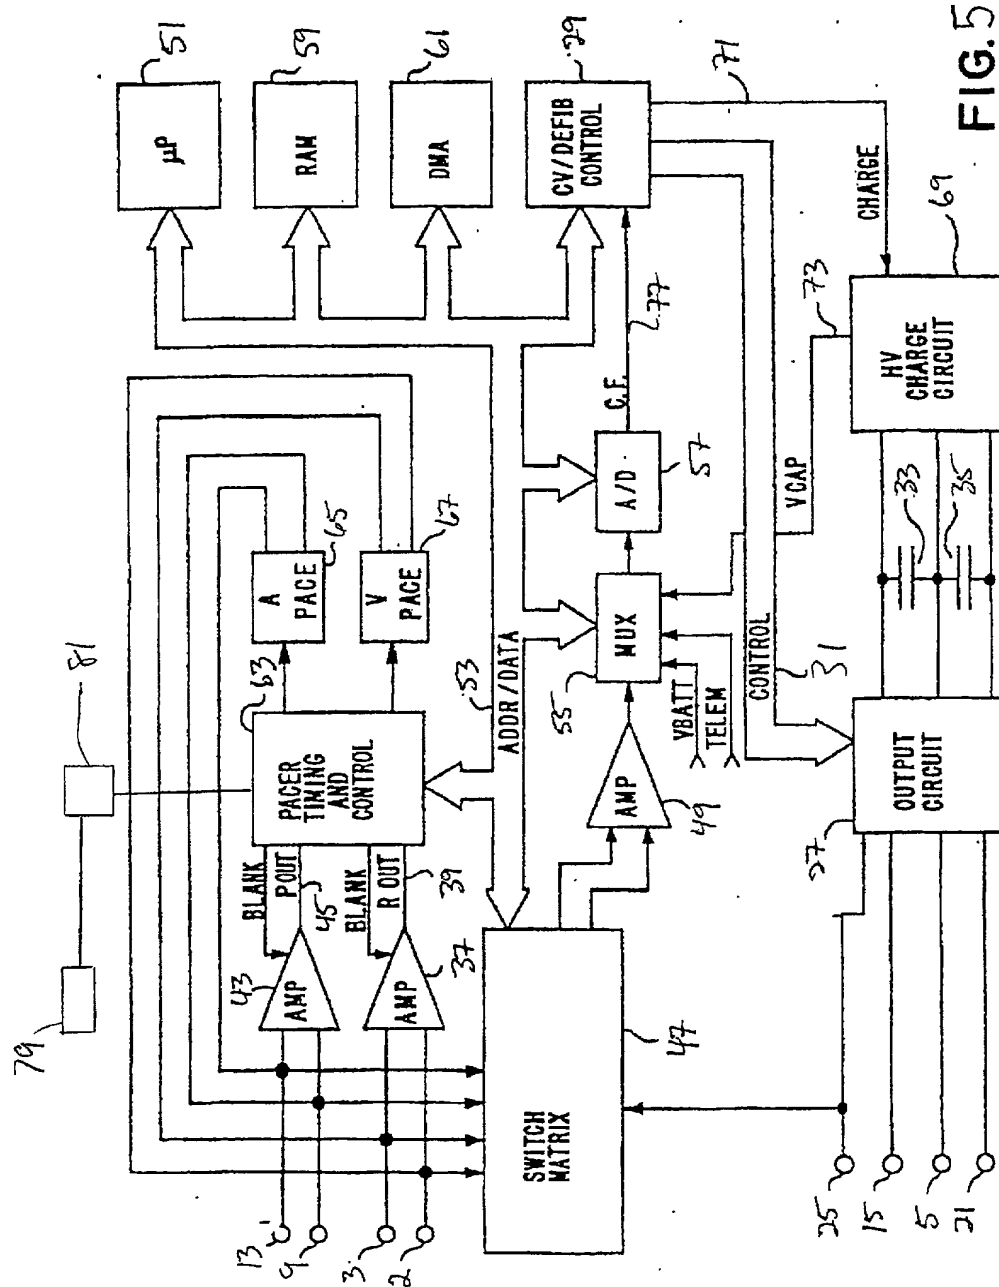 FIG. 5
51
µP
59
RAM
61
DMA
29
CV/DEFIB
CONTROL
71
CHARGE
69
HV
CHARGE
CIRCUIT
73
VCAP
77
C.F.
57
A/D
33
35
81
63
A
PACE
65
V
PACE
67
53
ADDR/DATA
MUX
55
VBATT
TELEM
CONTROL
31
PACER
TIMING
AND
CONTROL
BLANK
POUT
45
BLANK
R OUT
39
43
AMP
37
AMP
AMP
49
OUTPUT
CIRCUIT
27
79
47
SWITCH
MATRIX
13
9
3
2
25
15
5
21